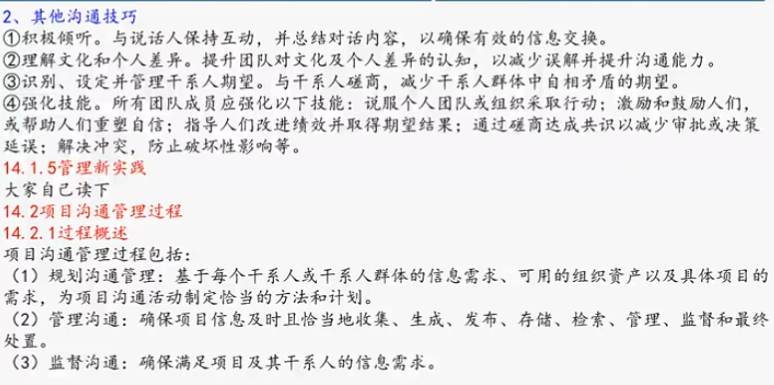 2、其他沟通技巧
①积极倾听。与说话人保持互动，并总结对话内容，以确保有效的信息交换。
②理解文化和个人差异。提升团队对文化及个人差异的认知，以减少误解并提升沟通能力。
③识别、设定并管理干系人期望。与干系人磋商，减少干系人群体中自相矛盾的期望。
④强化技能。所有团队成员应强化以下技能：说服个人团队或组织采取行动；激励和鼓励人们，
或帮助人们重塑自信；指导人们改进绩效并取得期望结果；通过磋商达成共识以减少审批或决策
延误；解决冲突，防止破坏性影响等。
14.1.5管理新实践
大家自己读下
14.2项目沟通管理过程
14.2.1过程概述
项目沟通管理过程包括：
（1）规划沟通管理：基于每个干系人或干系人群体的信息需求、可用的组织资产以及具体项目的
需求，为项目沟通活动制定恰当的方法和计划。
（2）管理沟通：确保项目信息及时且恰当地收集、生成、发布、存储、检索、管理、监督和最终
处置。
（3）监督沟通：确保满足项目及其干系人的信息需求。